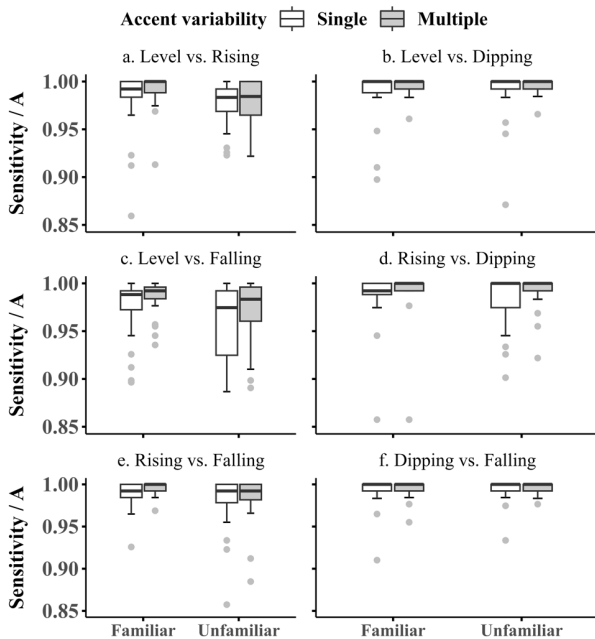 Accent variability Single Multiple
a. Level vs. Rising b. Level vs. Dipping
Sensitivity / A
1.00
0.95
0.90
0.85
c. Level vs. Falling d. Rising vs. Dipping
Sensitivity / A
1.00
0.95
0.90
0.85
e. Rising vs. Falling f. Dipping vs. Falling
Sensitivity / A
1.00
0.95
0.90
0.85
Familiar Unfamiliar Familiar Unfamiliar